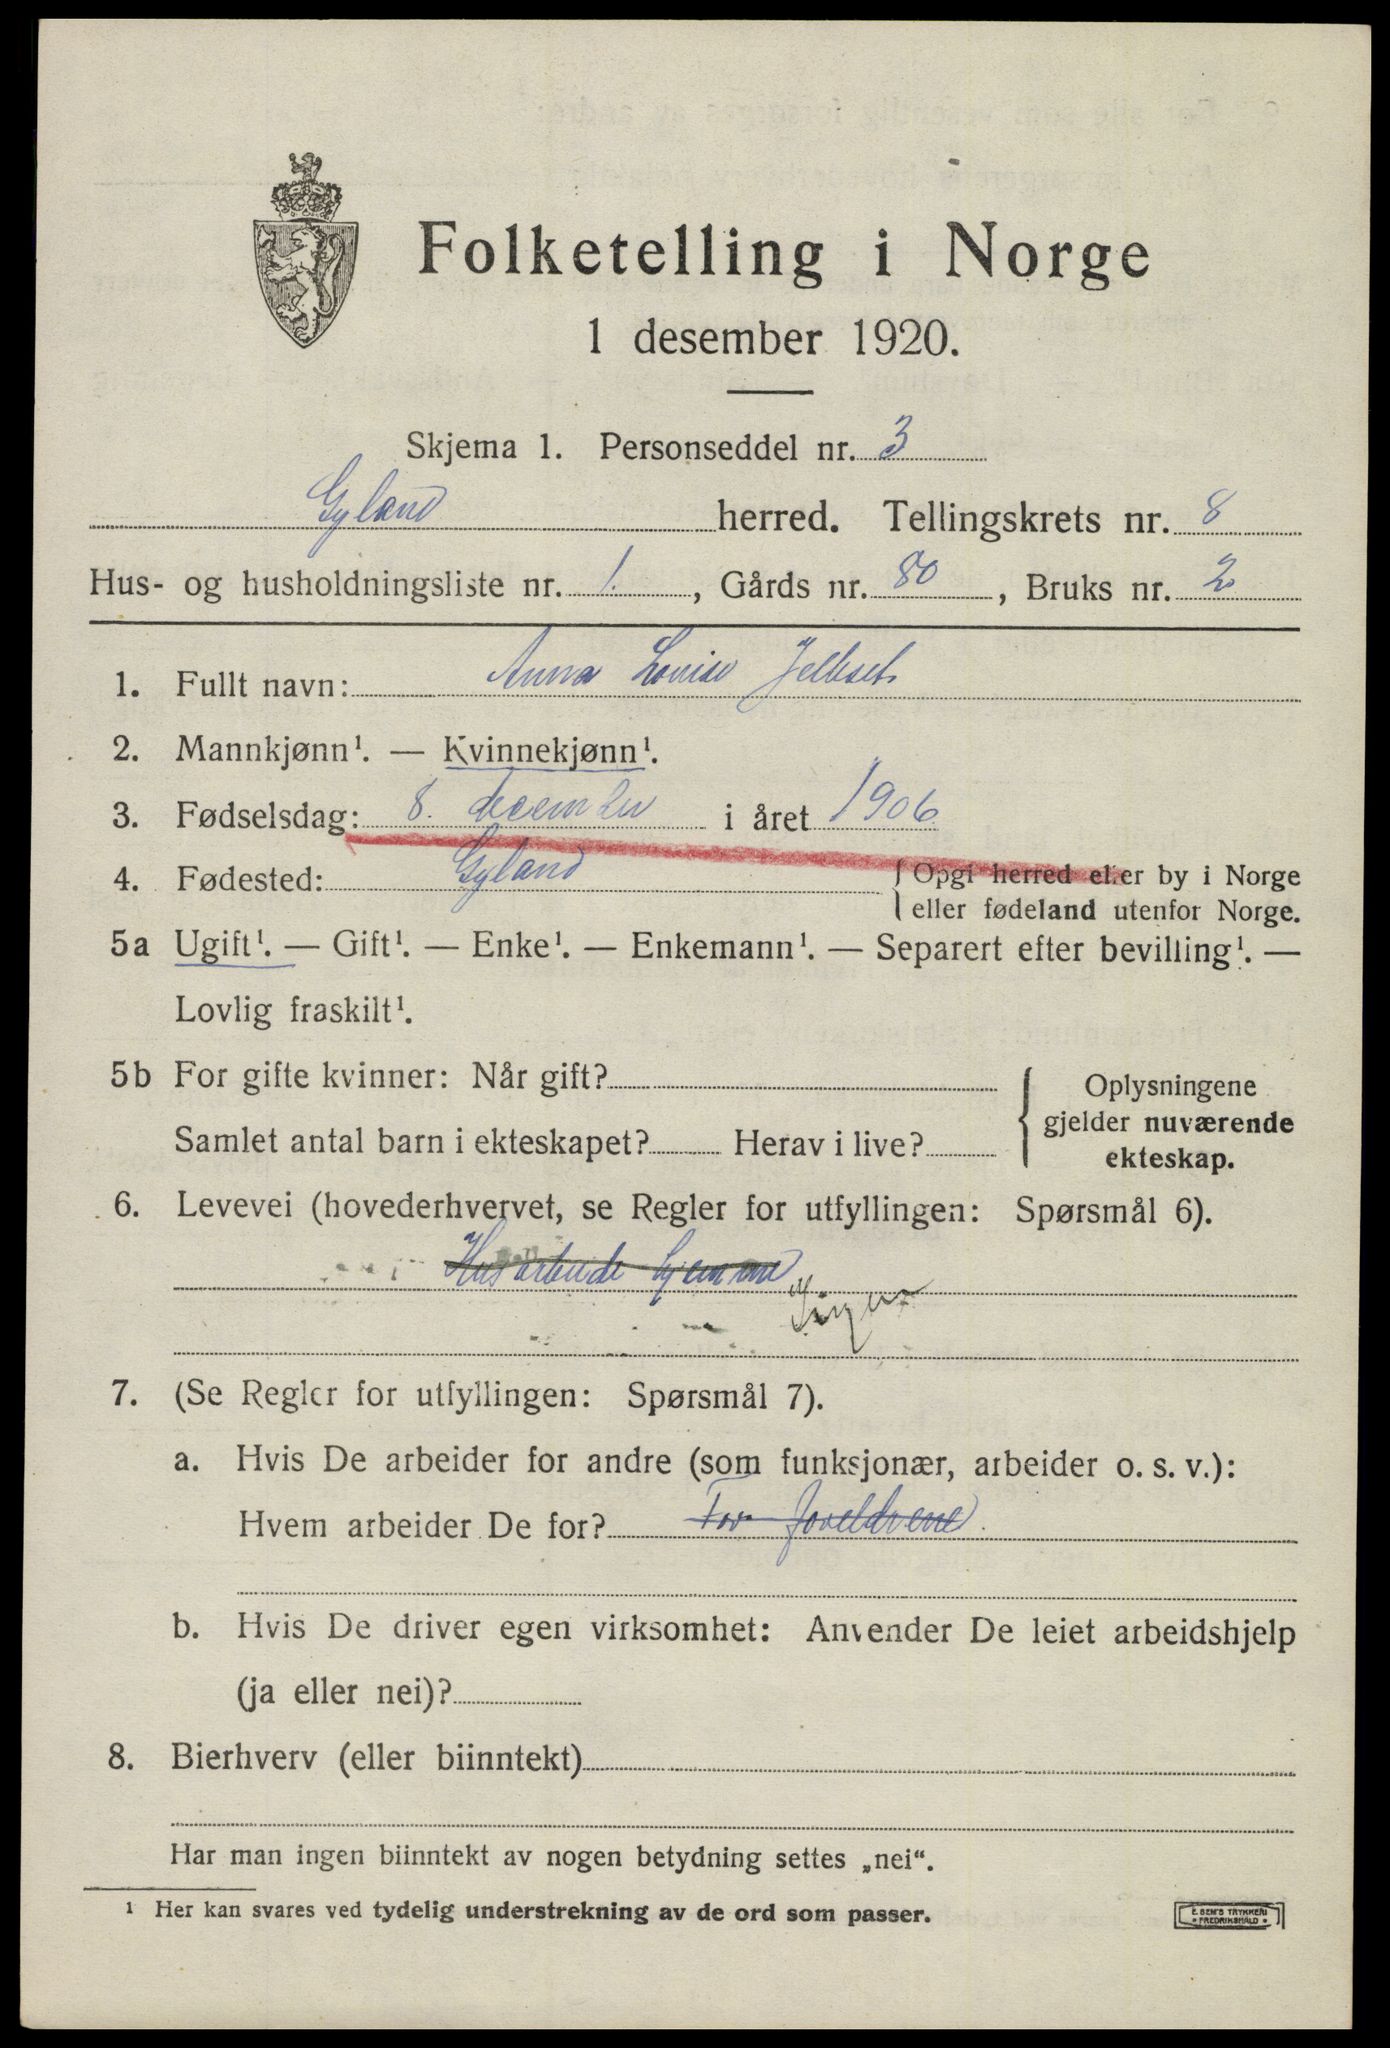 Folketelling i Norge
1 desember 1920.
Skjema 1. Personseddel nr. 3
Gyland herred. Tellingskrets nr. 8
Hus- og husholdningsliste nr. 1. , Gårds nr. 80 , Bruks nr. 2
1. Fullt navn: Anna Lovise
2. Mannkjønn¹. — Kvinnekjønn¹.
3. Fødselsdag: 8. december i året 1906
4. Fødested: Gyland { Opgi herred eller by i Norge
eller fødeland utenfor Norge.
5a Ugift¹. — Gift¹. — Enke¹. — Enkemann¹. — Separert efter bevilling¹. —
Lovlig fraskilt¹.
5b For gifte kvinner: Når gift?
Samlet antal barn i ekteskapet? Herav i live?
{ Oplysningene
gjelder nuværende
ekteskap.
6. Levevei (hovederhvervet, se Regler for utfyllingen: Spørsmål 6).
Husarbeide hjemme
Ingen
7. (Se Regler for utfyllingen: Spørsmål 7).
a. Hvis De arbeider for andre (som funksjonær, arbeider o. s. v.):
Hvem arbeider De for? For foreldrene.
b. Hvis De driver egen virksomhet: Anvender De leiet arbeidshjelp
(ja eller nei)?
8. Bierhverv (eller biinntekt)
Har man ingen biinntekt av nogen betydning settes „nei“.
¹ Her kan svares ved tydelig understrekning av de ord som passer.
E. SEM'S TRYKKERI
• FREDRIKSHALD •